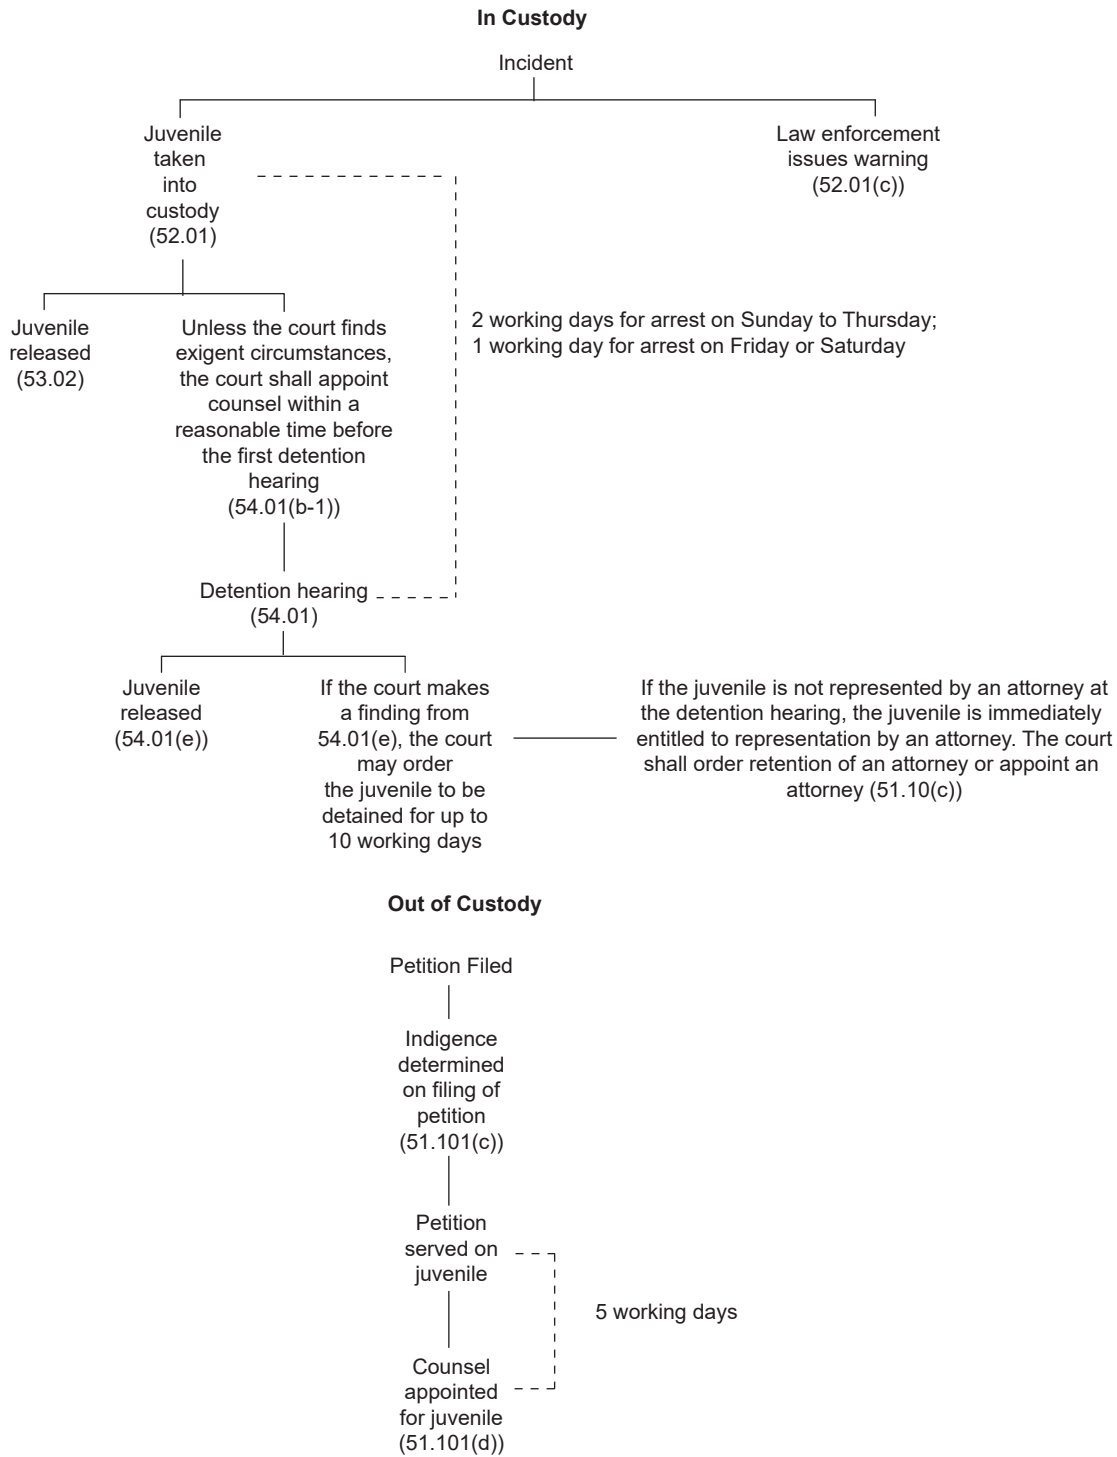 In Custody
Incident
Juvenile
taken
into
custody
(52.01)
Law enforcement
issues warning
(52.01(c))
2 working days for arrest on Sunday to Thursday;
1 working day for arrest on Friday or Saturday
Juvenile
released
(53.02)
Unless the court finds
exigent circumstances,
the court shall appoint
counsel within a
reasonable time before
the first detention
hearing
(54.01(b-1))
Detention hearing
(54.01)
Juvenile
released
(54.01(e))
If the court makes
a finding from
54.01(e), the court
may order
the juvenile to be
detained for up to
10 working days
If the juvenile is not represented by an attorney at
the detention hearing, the juvenile is immediately
entitled to representation by an attorney. The court
shall order retention of an attorney or appoint an
attorney (51.10(c))
Out of Custody
Petition Filed
Indigence
determined
on filing of
petition
(51.101(c))
Petition
served on
juvenile
5 working days
Counsel
appointed
for juvenile
(51.101(d))